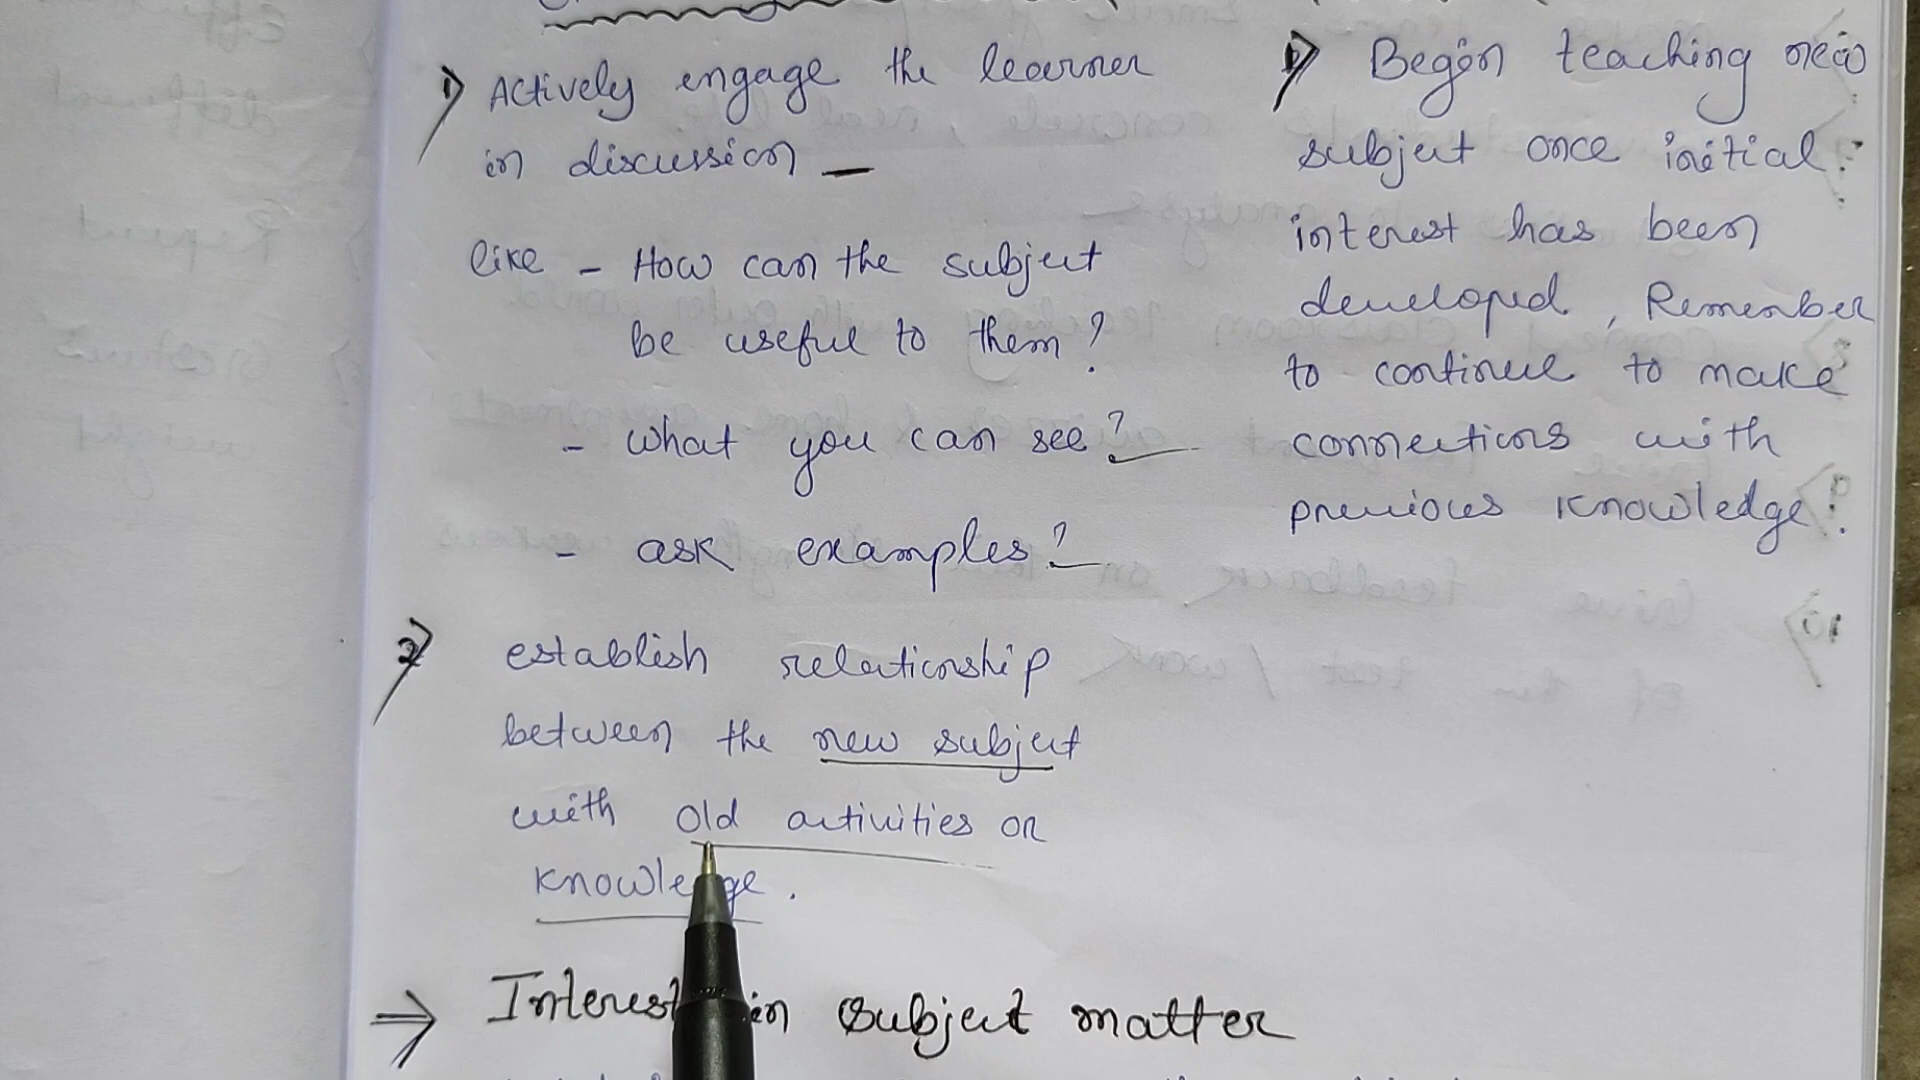 1) Actively engage the learner
in discussion —
like - How can the subject
be useful to them?
- what you can see?
- ask examples?
2) establish relationship
between the new subject
with old activities or
knowledge.
→ Interest in subject matter
Begin teaching new
subject once initial
interest has been
developed, Remember
to continue to make
connections with
previous knowledge